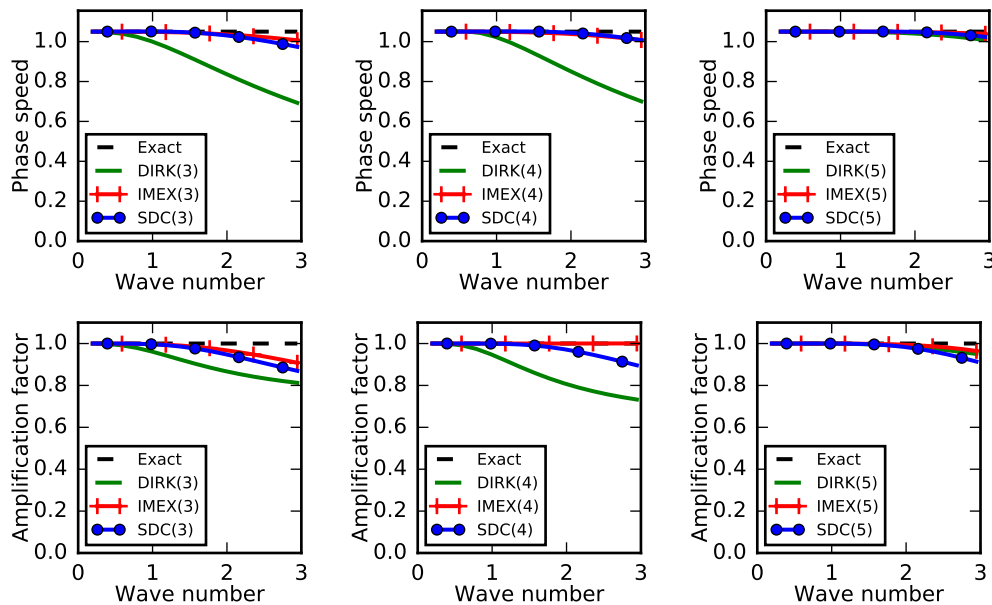 Phase speed
1.0
0.8
0.6
0.4
0.2
0.0
Exact
DIRK(3)
IMEX(3)
SDC(3)
0 1 2 3
Wave number
Phase speed
1.0
0.8
0.6
0.4
0.2
0.0
Exact
DIRK(4)
IMEX(4)
SDC(4)
0 1 2 3
Wave number
Phase speed
1.0
0.8
0.6
0.4
0.2
0.0
Exact
DIRK(5)
IMEX(5)
SDC(5)
0 1 2 3
Wave number
Amplification factor
1.0
0.8
0.6
0.4
0.2
0.0
Exact
DIRK(3)
IMEX(3)
SDC(3)
0 1 2 3
Wave number
Amplification factor
1.0
0.8
0.6
0.4
0.2
0.0
Exact
DIRK(4)
IMEX(4)
SDC(4)
0 1 2 3
Wave number
Amplification factor
1.0
0.8
0.6
0.4
0.2
0.0
Exact
DIRK(5)
IMEX(5)
SDC(5)
0 1 2 3
Wave number